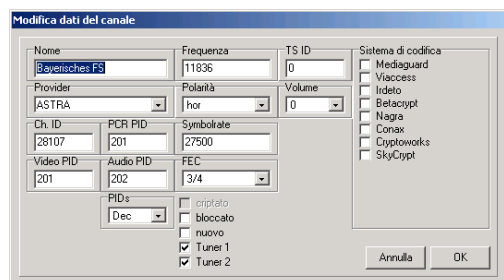 Modifica dati del canale
Nome Frequenza TS ID Sistema di codifica
Bayerisches FS 11836 0 Mediaguard
Viaccess
Provider Polarità Volume Irdeto
ASTRA hor 0 Betacrypt
Nagra
Ch. ID PCR PID Symbolrate Conax
28107 201 27500 Cryptoworks
SkyCrypt
Video PID Audio PID FEC
201 202 3/4
PIDs criptato
Dec bloccato
nuovo
Tuner 1
Tuner 2
Annulla OK